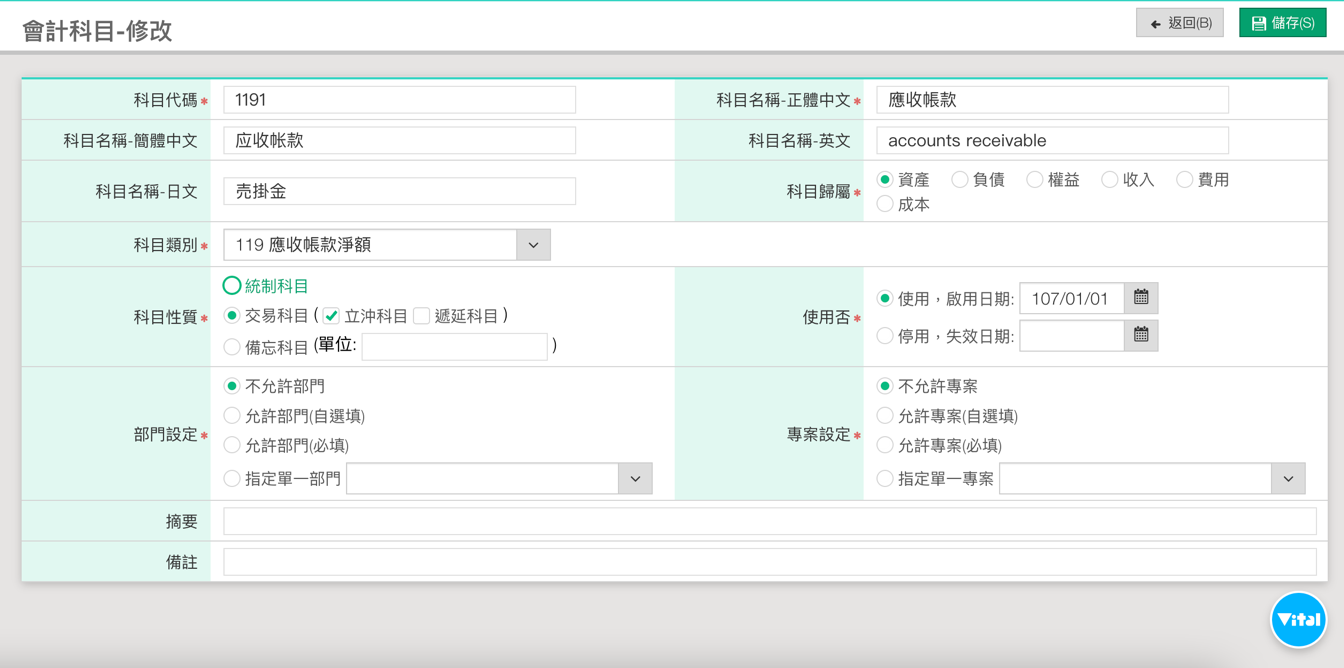 會計科目-修改
返回(B)
儲存(S)
科目代碼* 1191
科目名稱-正體中文* 應收帳款
科目名稱-簡體中文 应收帐款
科目名稱-英文 accounts receivable
科目名稱-日文 売掛金
科目歸屬* 資產 負債 權益 收入 費用
成本
科目類別* 119 應收帳款淨額
科目性質*
統制科目
交易科目 ( 立沖科目 遞延科目 )
備忘科目 (單位: )
使用否*
使用，啟用日期: 107/01/01
停用，失效日期:
部門設定*
不允許部門
允許部門(自選填)
允許部門(必填)
指定單一部門
專案設定*
不允許專案
允許專案(自選填)
允許專案(必填)
指定單一專案
摘要
備註
Vital